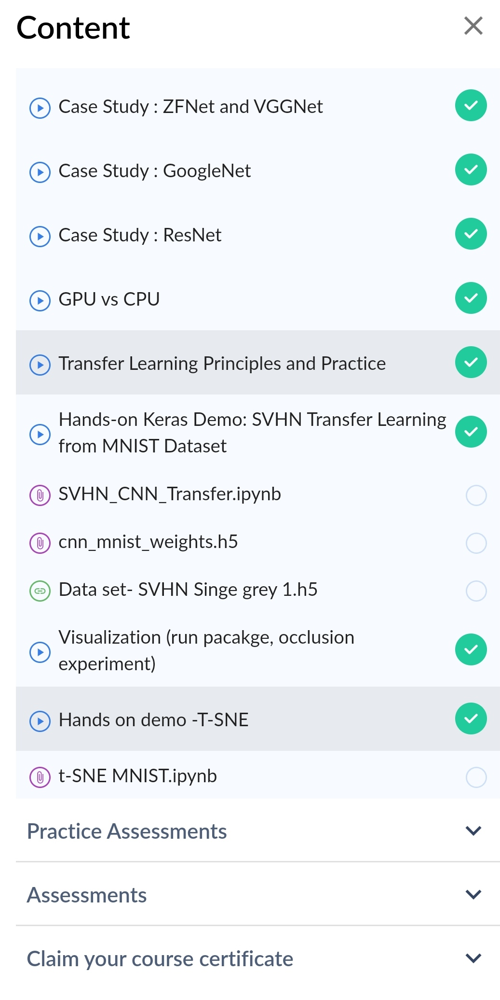 Content
Case Study : ZFNet and VGGNet
Case Study : GoogleNet
Case Study : ResNet
GPU vs CPU
Transfer Learning Principles and Practice
Hands-on Keras Demo: SVHN Transfer Learning
from MNIST Dataset
SVHN_CNN_Transfer.ipynb
cnn_mnist_weights.h5
Data set- SVHN Singe grey 1.h5
Visualization (run pacakge, occlusion
experiment)
Hands on demo -T-SNE
t-SNE MNIST.ipynb
Practice Assessments
Assessments
Claim your course certificate